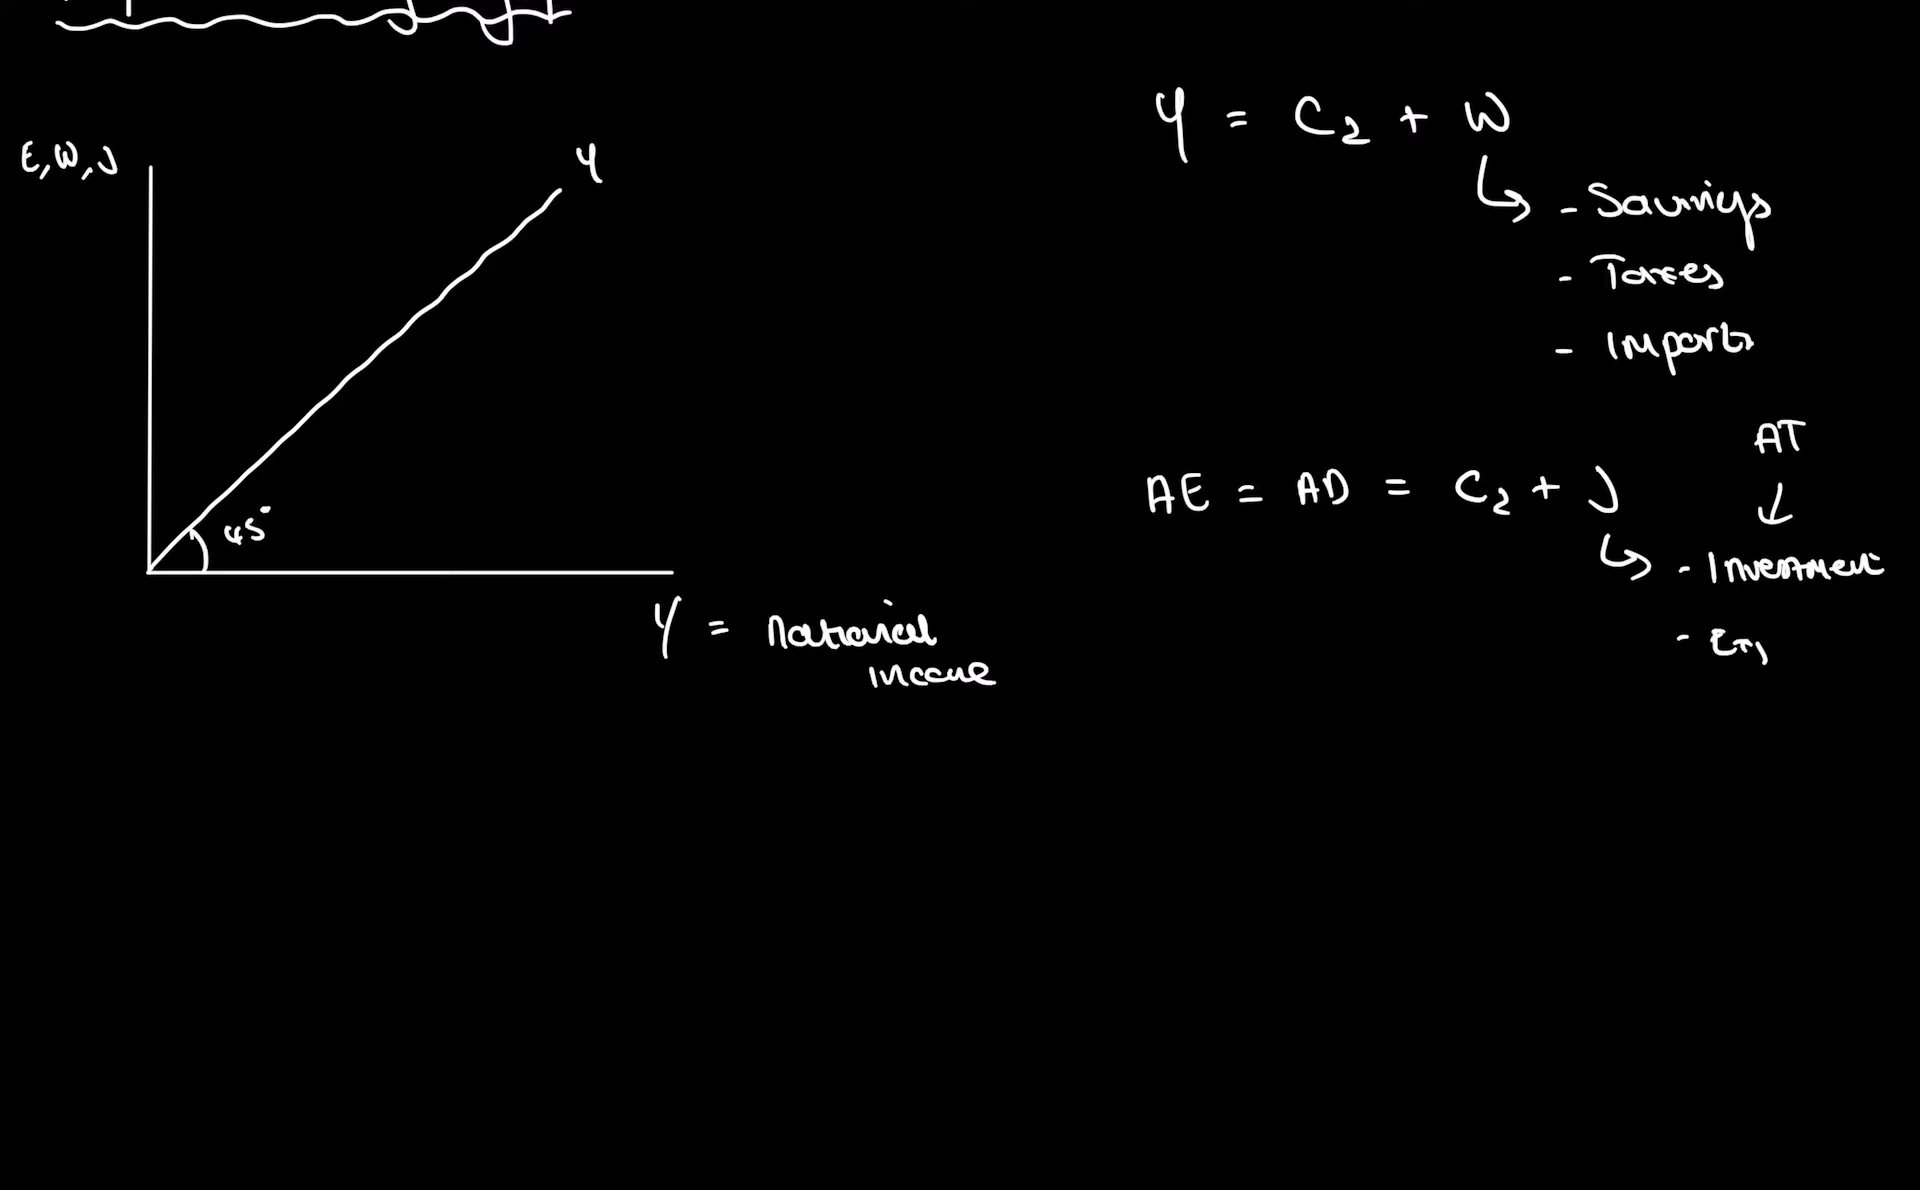 E, W, J
Y
45°
Y = national
income
Y = C2 + W
- Savings
- Taxes
- Imports
AT
AE = AD = C2 + J
- Investment
-